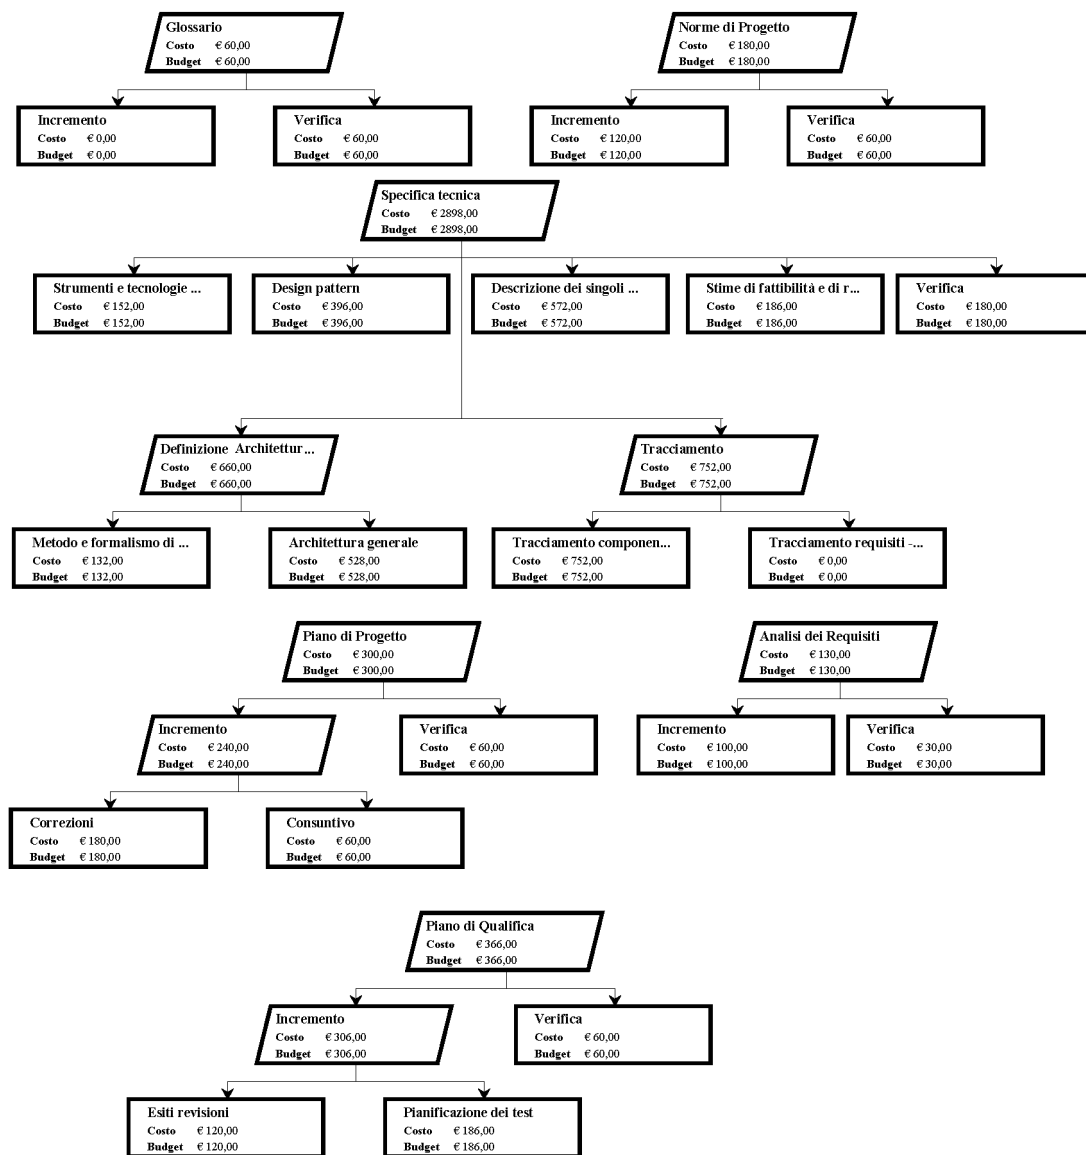 Glossario
Costo € 60,00
Budget € 60,00
Norme di Progetto
Costo € 180,00
Budget € 180,00
Incremento
Costo € 0,00
Budget € 0,00
Verifica
Costo € 60,00
Budget € 60,00
Incremento
Costo € 120,00
Budget € 120,00
Verifica
Costo € 60,00
Budget € 60,00
Specifica tecnica
Costo € 2898,00
Budget € 2898,00
Strumenti e tecnologie ...
Costo € 152,00
Budget € 152,00
Design pattern
Costo € 396,00
Budget € 396,00
Descrizione dei singoli ...
Costo € 572,00
Budget € 572,00
Stime di fattibilità e di r...
Costo € 186,00
Budget € 186,00
Verifica
Costo € 180,00
Budget € 180,00
Definizione Architettur ...
Costo € 660,00
Budget € 660,00
Tracciamento
Costo € 752,00
Budget € 752,00
Metodo e formalismo di ...
Costo € 132,00
Budget € 132,00
Architettura generale
Costo € 528,00
Budget € 528,00
Tracciamento componen...
Costo € 752,00
Budget € 752,00
Tracciamento requisiti -...
Costo € 0,00
Budget € 0,00
Piano di Progetto
Costo € 300,00
Budget € 300,00
Analisi dei Requisiti
Costo € 130,00
Budget € 130,00
Incremento
Costo € 240,00
Budget € 240,00
Verifica
Costo € 60,00
Budget € 60,00
Incremento
Costo € 100,00
Budget € 100,00
Verifica
Costo € 30,00
Budget € 30,00
Correzioni
Costo € 180,00
Budget € 180,00
Consuntivo
Costo € 60,00
Budget € 60,00
Piano di Qualifica
Costo € 366,00
Budget € 366,00
Incremento
Costo € 306,00
Budget € 306,00
Verifica
Costo € 60,00
Budget € 60,00
Esiti revisioni
Costo € 120,00
Budget € 120,00
Pianificazione dei test
Costo € 186,00
Budget € 186,00